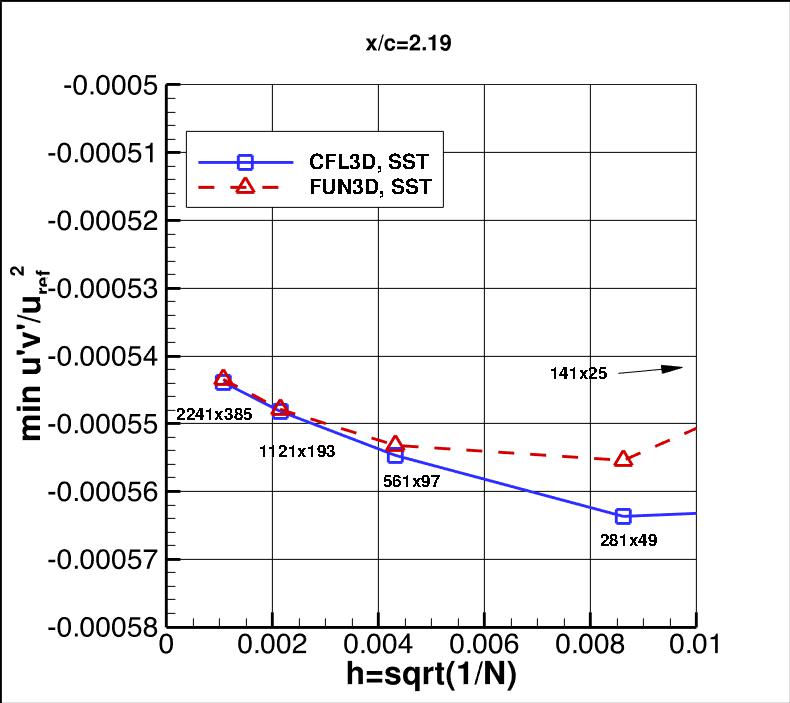 x/c=2.19
-0.0005
-0.00051
-0.00052
-0.00053
-0.00054
-0.00055
-0.00056
-0.00057
-0.00058
min u'v'/u_ref^2
CFL3D, SST
FUN3D, SST
141x25
2241x385
1121x193
561x97
281x49
0 0.002 0.004 0.006 0.008 0.01
h=sqrt(1/N)